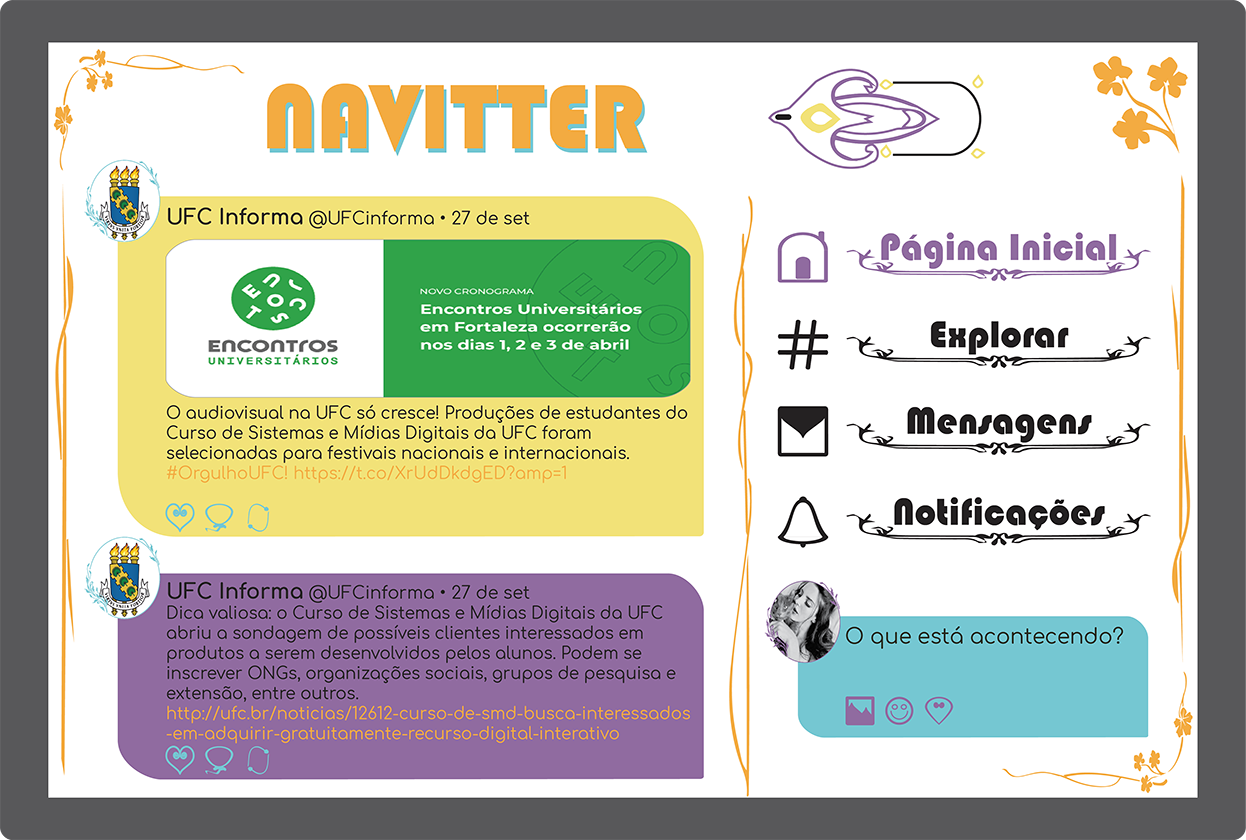 NAVITTER
UFC Informa @UFCinforma • 27 de set
ENCONTROS
UNIVERSITÁRIOS
NOVO CRONOGRAMA
Encontros Universitários
em Fortaleza ocorrerão
nos dias 1, 2 e 3 de abril
O audiovisual na UFC só cresce! Produções de estudantes do
Curso de Sistemas e Mídias Digitais da UFC foram
selecionadas para festivais nacionais e internacionais.
#OrgulhoUFC! https://t.co/XrUdDkdgED?amp=1
UFC Informa @UFCinforma • 27 de set
Dica valiosa: o Curso de Sistemas e Mídias Digitais da UFC
abriu a sondagem de possíveis clientes interessados em
produtos a serem desenvolvidos pelos alunos. Podem se
inscrever ONGs, organizações sociais, grupos de pesquisa e
extensão, entre outros.
http://ufc.br/noticias/12612-curso-de-smd-busca-interessados
-em-adquirir-gratuitamente-recurso-digital-interativo
Página Inicial
Explorar
Mensagens
Notificações
O que está acontecendo?